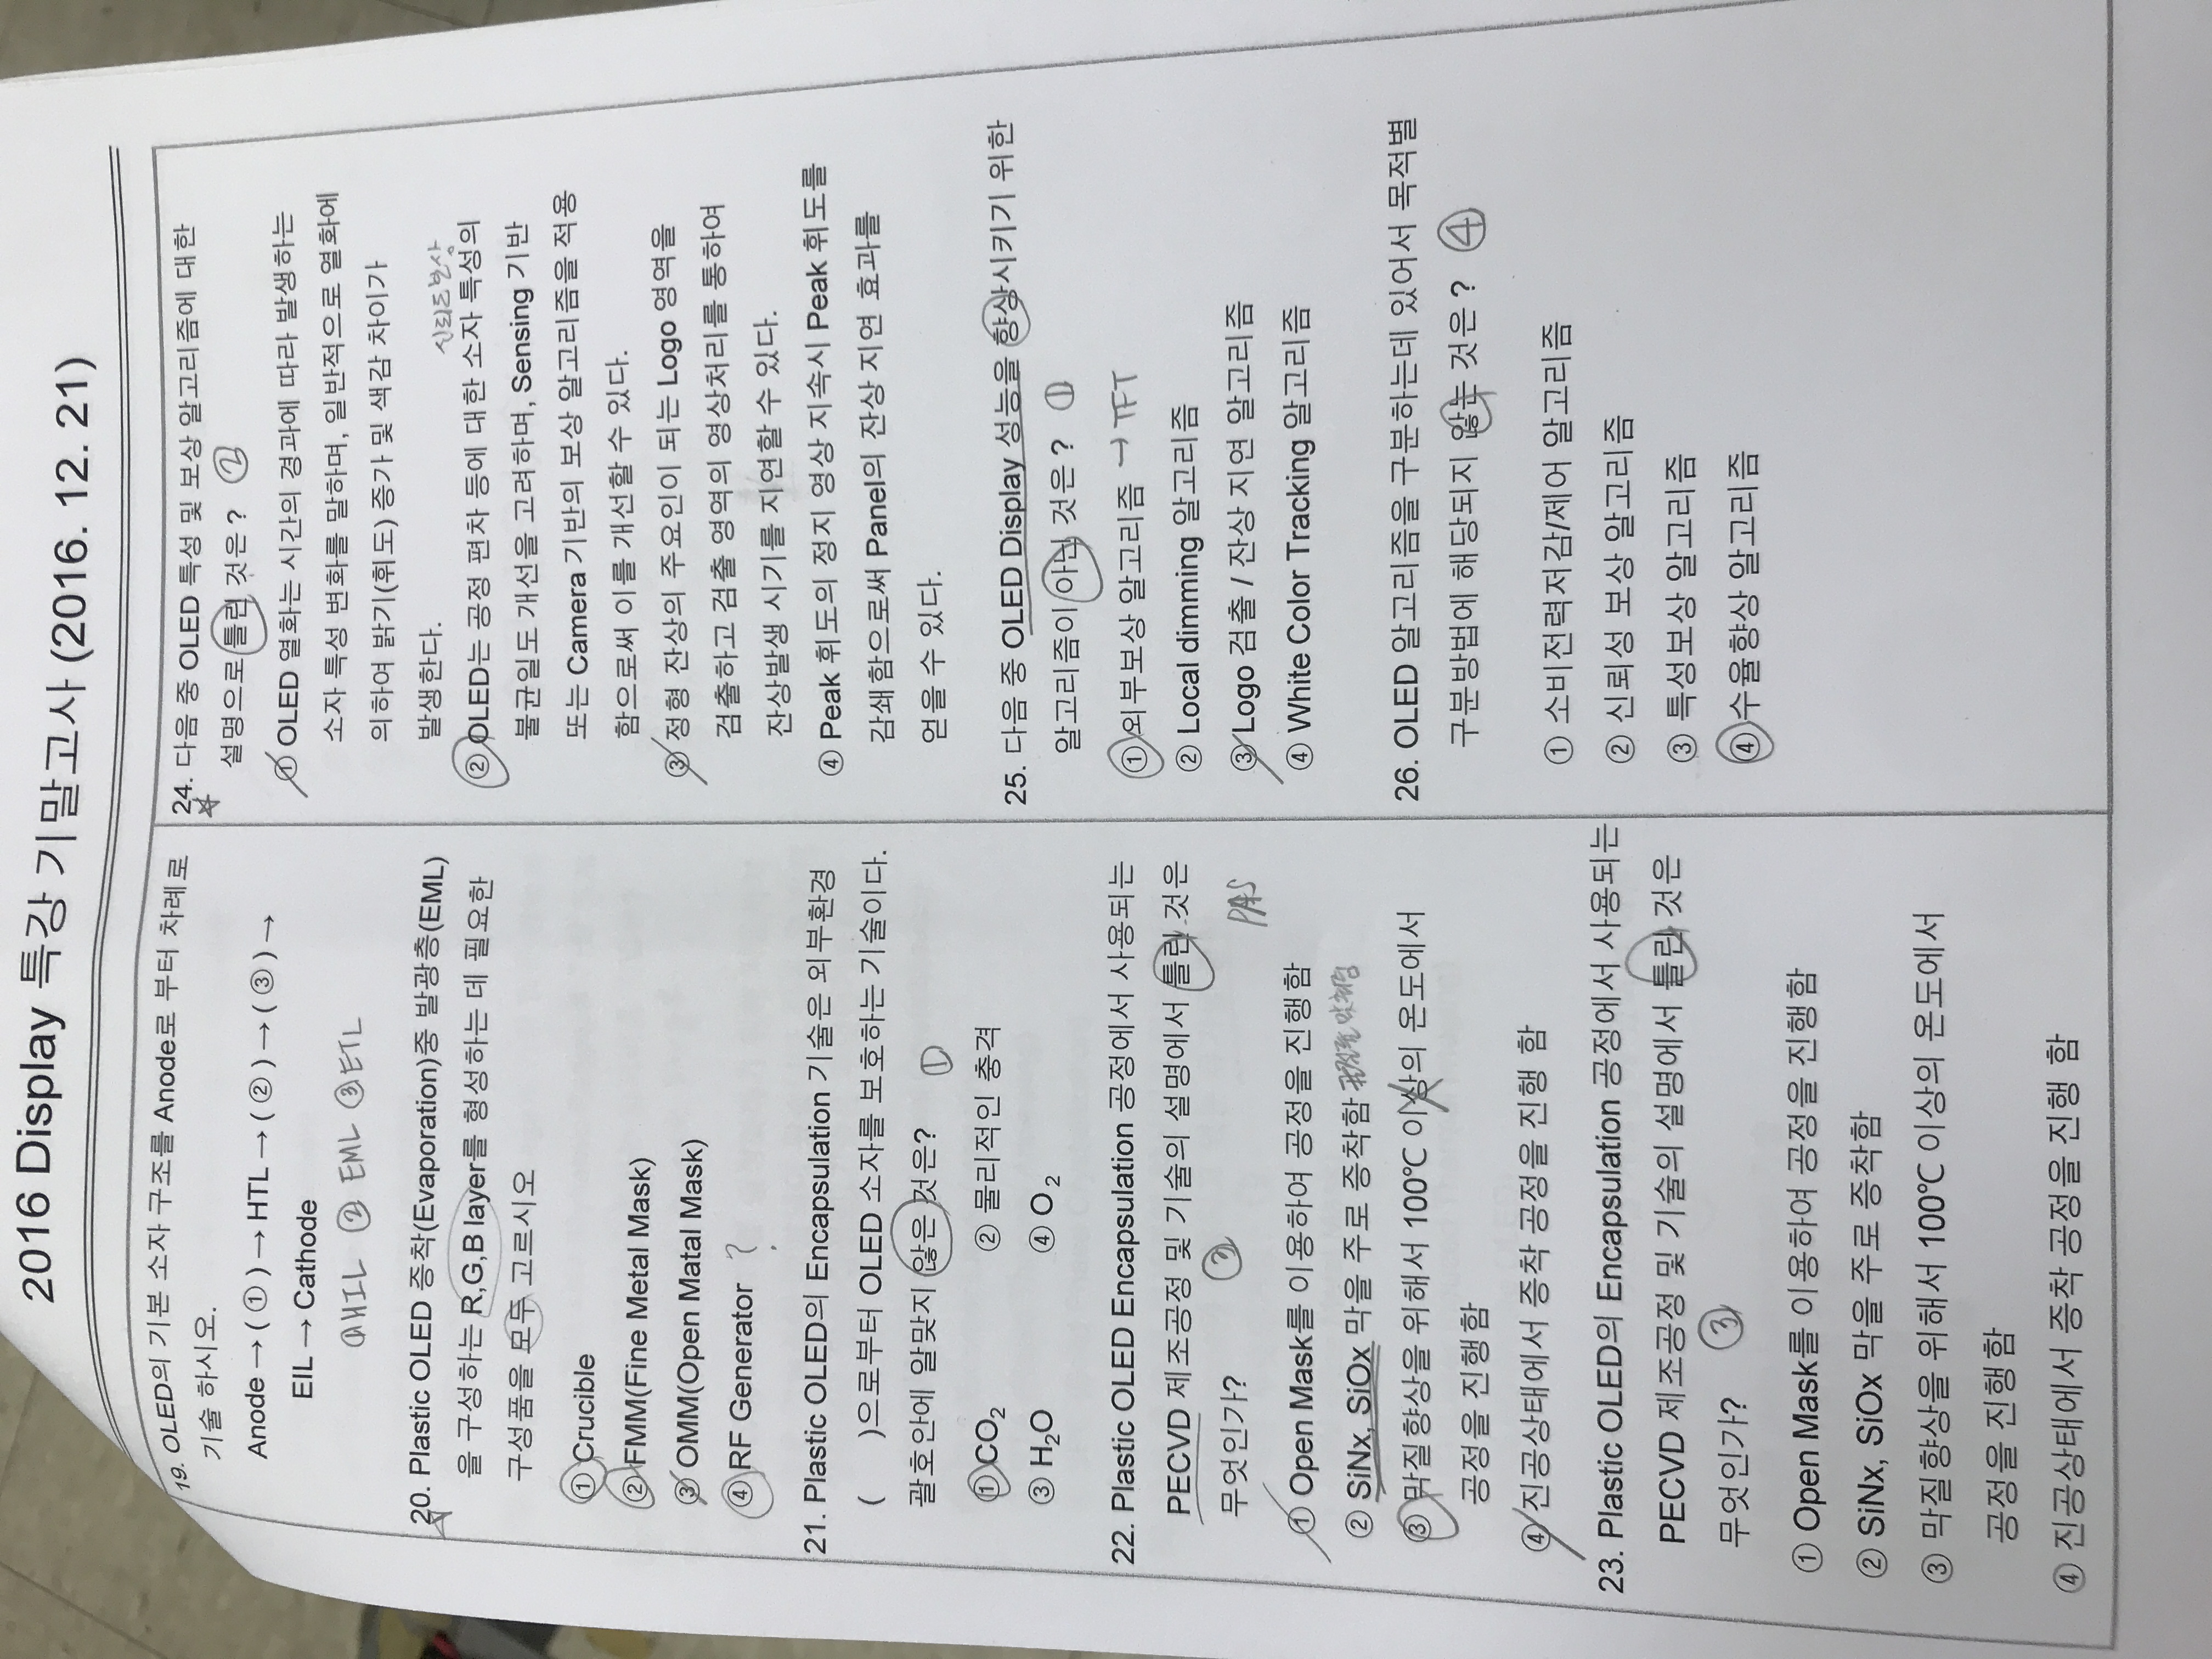 2016 Display 특강 기말고사 (2016. 12. 21)
19. OLED의 기본 소자 구조를 Anode로 부터 차례로
기술 하시오.
Anode → ( ① ) → HTL → ( ② ) → ( ③ ) →
EIL → Cathode
① HIL ② EML ③ ETL
20. Plastic OLED 증착(Evaporation)중 발광층(EML)
을 구성하는 R,G,B layer를 형성하는 데 필요한
구성품을 모두 고르시오
① Crucible
② FMM(Fine Metal Mask)
③ OMM(Open Matal Mask)
④ RF Generator ?
21. Plastic OLED의 Encapsulation 기술은 외부환경
( )으로부터 OLED 소자를 보호하는 기술이다.
괄호안에 알맞지 않은 것은? ①
① CO2 ② 물리적인 충격
③ H2O ④ O2
22. Plastic OLED Encapsulation 공정에서 사용되는
PECVD 제조공정 및 기술의 설명에서 틀린 것은
무엇인가? ③ PAS
① Open Mask를 이용하여 공정을 진행함
② SiNx, SiOx 막을 주로 증착함
③ 막질향상을 위해서 100℃ 이상의 온도에서
공정을 진행함
④ 진공상태에서 증착 공정을 진행 함
23. Plastic OLED의 Encapsulation 공정에서 사용되는
PECVD 제조공정 및 기술의 설명에서 틀린 것은
무엇인가? ③
① Open Mask를 이용하여 공정을 진행함
② SiNx, SiOx 막을 주로 증착함
③ 막질향상을 위해서 100℃ 이상의 온도에서
공정을 진행함
④ 진공상태에서 증착 공정을 진행 함
24. 다음 중 OLED 특성 및 보상 알고리즘에 대한
설명으로 틀린 것은 ? ②
① OLED 열화는 시간의 경과에 따라 발생하는
소자 특성 변화를 말하며, 일반적으로 열화에
의하여 밝기(휘도) 증가 및 색감 차이가
발생한다.
신뢰도보상
② OLED는 공정 편차 등에 대한 소자 특성의
불균일도 개선을 고려하며, Sensing 기반
또는 Camera 기반의 보상 알고리즘을 적용
함으로써 이를 개선할 수 있다.
③ 정형 잔상의 주요인이 되는 Logo 영역을
검출하고 검출 영역의 영상처리를 통하여
잔상발생 시기를 지연할 수 있다.
④ Peak 휘도의 정지 영상 지속시 Peak 휘도를
감쇄함으로써 Panel의 잔상 지연 효과를
얻을 수 있다.
25. 다음 중 OLED Display 성능을 향상시키기 위한
알고리즘이 아닌 것은 ? ①
① 외부보상 알고리즘 → TFT
② Local dimming 알고리즘
③ Logo 검출 / 잔상 지연 알고리즘
④ White Color Tracking 알고리즘
26. OLED 알고리즘을 구분하는데 있어서 목적별
구분방법에 해당되지 않는 것은 ? ④
① 소비전력저감/제어 알고리즘
② 신뢰성 보상 알고리즘
③ 특성보상 알고리즘
④ 수율향상 알고리즘